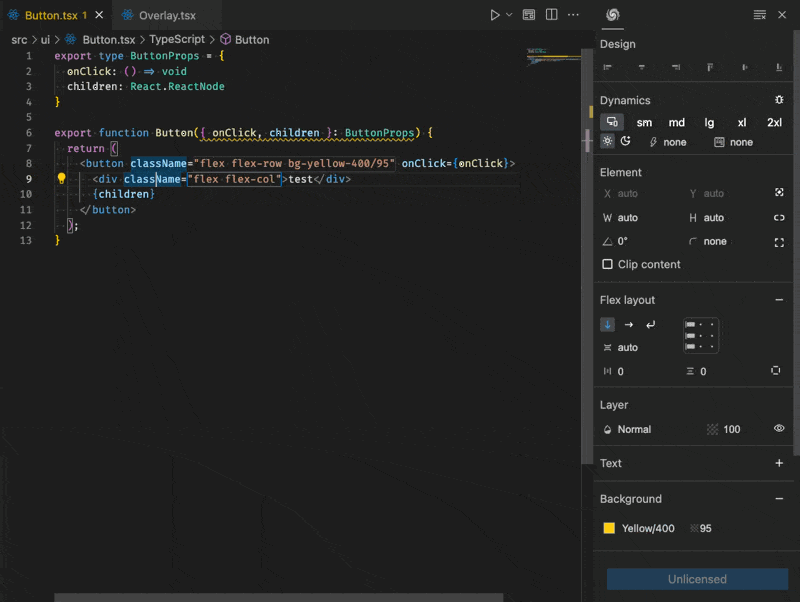 Button.tsx 1
Overlay.tsx
src > ui > Button.tsx > TypeScript > Button
1 export type ButtonProps = {
2 onClick: () => void
3 children: React.ReactNode
4 }
5
6 export function Button({ onClick, children }: ButtonProps) {
7 return (
8 <button className="flex flex-row bg-yellow-400/95" onClick={onClick}>
9 <div className="flex flex-col">test</div>
10 {children}
11 </button>
12 );
13 }
Design
Dynamics
sm md lg xl 2xl
none none
Element
X auto Y auto
W auto H auto
0° none
Clip content
Flex layout
auto
0 0
Layer
Normal 100
Text
Background
Yellow/400 95
Unlicensed